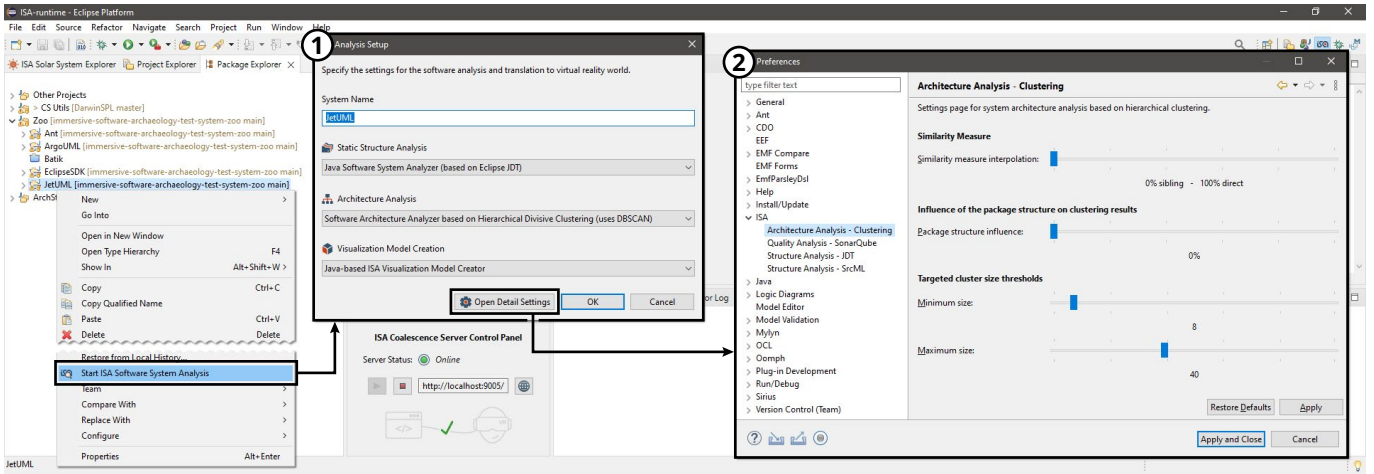 ISA-runtime - Eclipse Platform
File Edit Source Refactor Navigate Search Project Run Window Help
ISA Solar System Explorer Project Explorer Package Explorer
> Other Projects
> > CS Utils [DarwinSPL master]
Zoo [immersive-software-archaeology-test-system-zoo main]
> Ant [immersive-software-archaeology-test-system-zoo main]
> ArgoUML [immersive-software-archaeology-test-system-zoo main]
Batik
> EclipseSDK [immersive-software-archaeology-test-system-zoo main]
> JetUML [immersive-software-archaeology-test-system-zoo main]
> ArchSt
New >
Go Into
Open in New Window
Open Type Hierarchy F4
Show In Alt+Shift+W >
Copy Ctrl+C
Copy Qualified Name
Paste Ctrl+V
Delete Delete
Restore from Local History...
Start ISA Software System Analysis
Team >
Compare With >
Replace With >
Configure >
Properties Alt+Enter
JetUML
1
Analysis Setup
Specify the settings for the software analysis and translation to virtual reality world.
System Name
JetUML
Static Structure Analysis
Java Software System Analyzer (based on Eclipse JDT)
Architecture Analysis
Software Architecture Analyzer based on Hierarchical Divisive Clustering (uses DBSCAN)
Visualization Model Creation
Java-based ISA Visualization Model Creator
Open Detail Settings OK Cancel
or Log
ISA Coalescence Server Control Panel
Server Status: Online
http://localhost:9005/
</>
2
Preferences
type filter text
> General
> Ant
> CDO
EEF
> EMF Compare
EMF Forms
> EmfParsleyDsl
> Help
> Install/Update
ISA
Architecture Analysis - Clustering
Quality Analysis - SonarQube
Structure Analysis - JDT
Structure Analysis - SrcML
> Java
> Logic Diagrams
Model Editor
> Model Validation
> Mylyn
> OCL
> Oomph
> Plug-in Development
> Run/Debug
> Sirius
> Version Control (Team)
Architecture Analysis - Clustering
Settings page for system architecture analysis based on hierarchical clustering.
Similarity Measure
Similarity measure interpolation:
0% sibling - 100% direct
Influence of the package structure on clustering results
Package structure influence:
0%
Targeted cluster size thresholds
Minimum size:
8
Maximum size:
40
Restore Defaults Apply
? Apply and Close Cancel